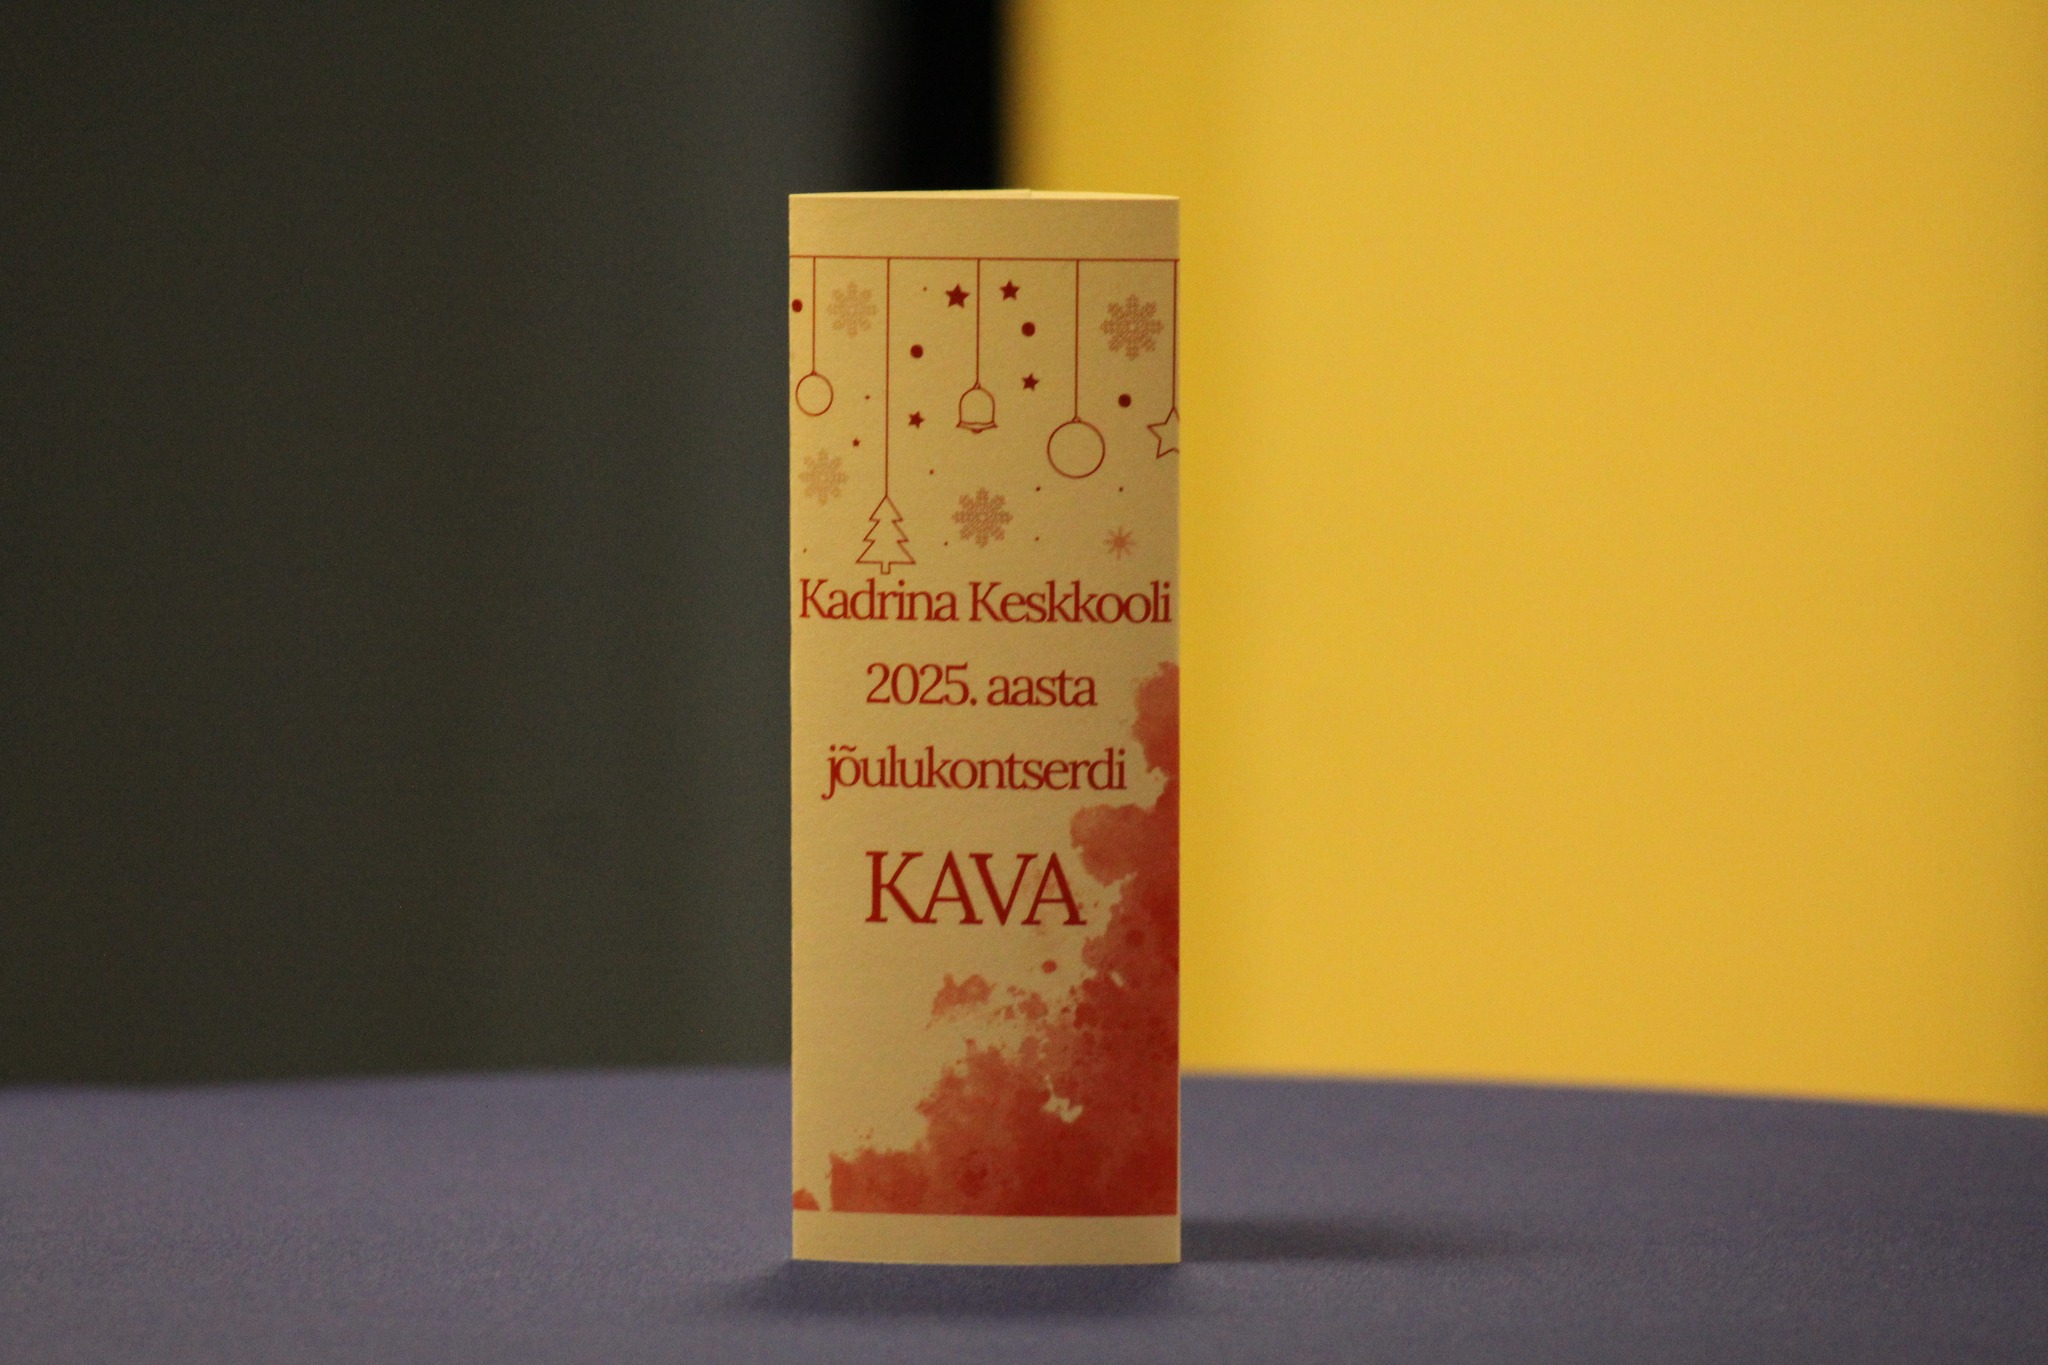 Kadrina Keskkooli
2025. aasta
jõulukontserdi
KAVA